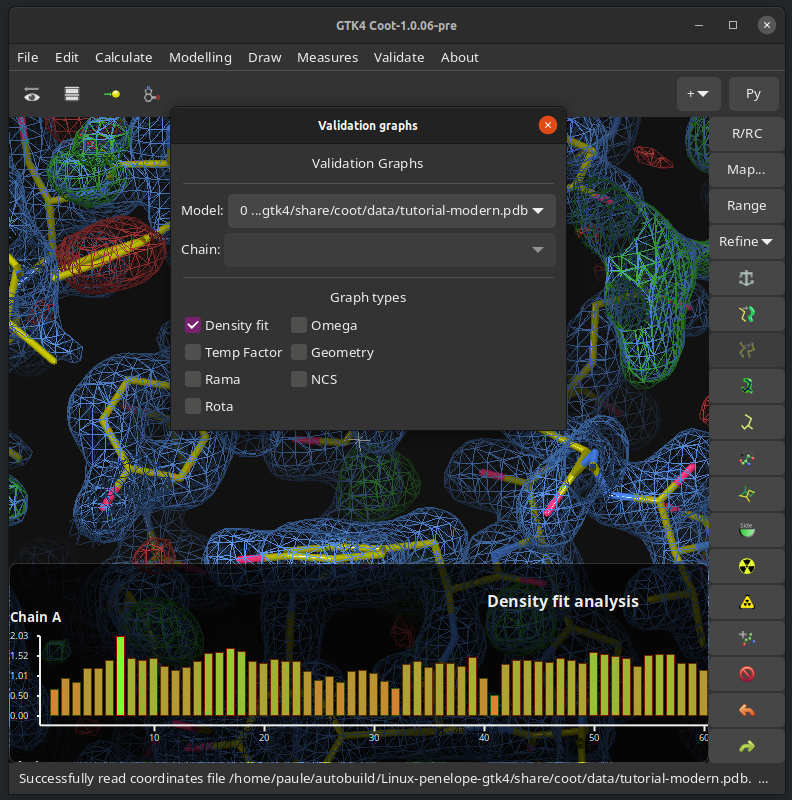 GTK4 Coot-1.0.06-pre
File Edit Calculate Modelling Draw Measures Validate About
+ Py
Validation graphs
R/RC
Validation Graphs
Map...
Model: 0 ...gtk4/share/coot/data/tutorial-modern.pdb
Range
Chain:
Refine
Graph types
Density fit Omega
Temp Factor Geometry
Rama NCS
Rota
Side
Density fit analysis
Chain A
2.03
1.52
1.01
0.50
0.00
10 20 30 40 50 60
Successfully read coordinates file /home/paule/autobuild/Linux-penelope-gtk4/share/coot/data/tutorial-modern.pdb. ...